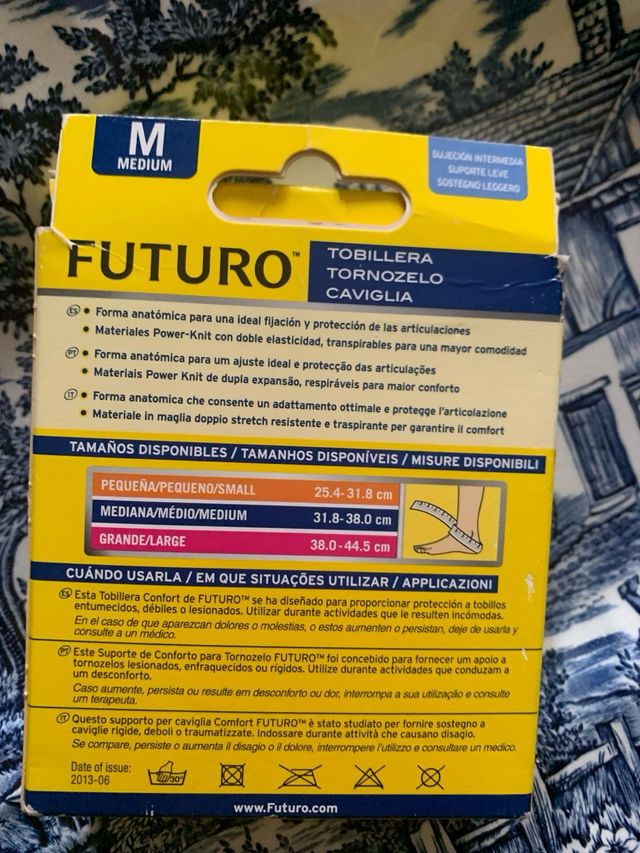 M
MEDIUM
SUJECIÓN INTERMEDIA
SUPORTE LEVE
SOSTEGNO LEGGERO
FUTURO™
TOBILLERA
TORNOZELO
CAVIGLIA
ES • Forma anatómica para una ideal fijación y protección de las articulaciones
• Materiales Power-Knit con doble elasticidad, transpirables para una mayor comodidad
PT • Forma anatómica para um ajuste ideal e protecção das articulações
• Materiais Power Knit de dupla expansão, respiráveis para maior conforto
IT • Forma anatomica che consente un adattamento ottimale e protegge l'articolazione
• Materiale in maglia doppio stretch resistente e traspirante per garantire il comfort
TAMAÑOS DISPONIBLES / TAMANHOS DISPONÍVEIS / MISURE DISPONIBILI
PEQUEÑA/PEQUENO/SMALL 25.4-31.8 cm
MEDIANA/MÉDIO/MEDIUM 31.8-38.0 cm
GRANDE/LARGE 38.0-44.5 cm
CUÁNDO USARLA / EM QUE SITUAÇÕES UTILIZAR / APPLICAZIONI
ES Esta Tobillera Confort de FUTURO™ se ha diseñado para proporcionar protección a tobillos
entumecidos, débiles o lesionados. Utilizar durante actividades que le resulten incómodas.
En el caso de que aparezcan dolores o molestias, o estos aumenten o persistan, deje de usarla y
consulte a un médico.
PT Este Suporte de Conforto para Tornozelo FUTURO™ foi concebido para fornecer um apoio a
tornozelos lesionados, enfraquecidos ou rígidos. Utilize durante actividades que conduzam a
um desconforto.
Caso aumente, persista ou resulte em desconforto ou dor, interrompa a sua utilização e consulte
um terapeuta.
IT Questo supporto per caviglia Comfort FUTURO™ è stato studiato per fornire sostegno a
caviglie rigide, deboli o traumatizzate. Indossare durante attività che causano disagio.
Se compare, persiste o aumenta il disagio o il dolore, interrompere l'utilizzo e consultare un medico.
Date of issue:
2013-06
30°
www.Futuro.com